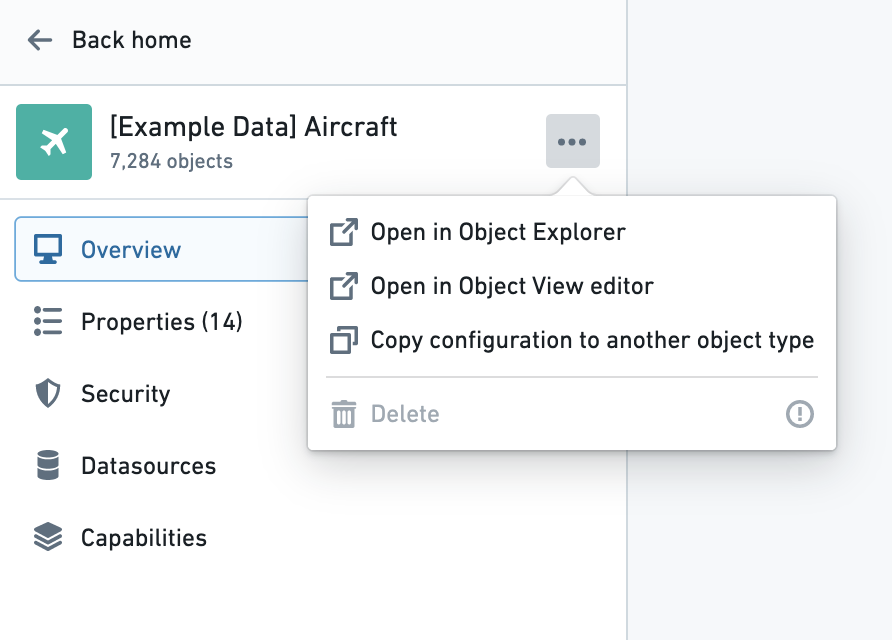 Back home
[Example Data] Aircraft
7,284 objects
Overview
Properties (14)
Security
Datasources
Capabilities
Open in Object Explorer
Open in Object View editor
Copy configuration to another object type
Delete